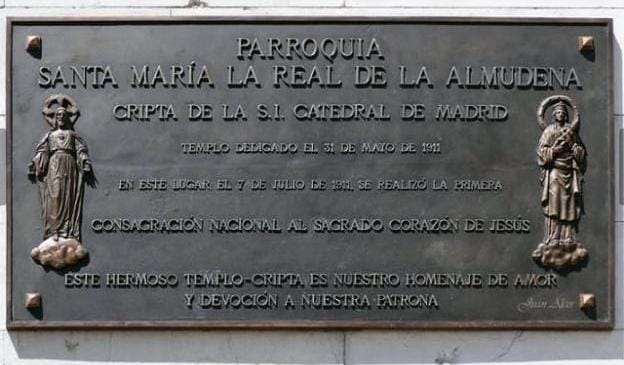 PARROQUIA
SANTA MARÍA LA REAL DE LA ALMUDENA
CRIPTA DE LA S.I. CATEDRAL DE MADRID
TEMPLO DEDICADO EL 31 DE MAYO DE 1911
EN ESTE LUGAR, EL 7 DE JULIO DE 1911, SE REALIZÓ LA PRIMERA
CONSAGRACIÓN NACIONAL AL SAGRADO CORAZÓN DE JESÚS
ESTE HERMOSO TEMPLO-CRIPTA ES NUESTRO HOMENAJE DE AMOR
Y DEVOCIÓN A NUESTRA PATRONA
Juan Alcor